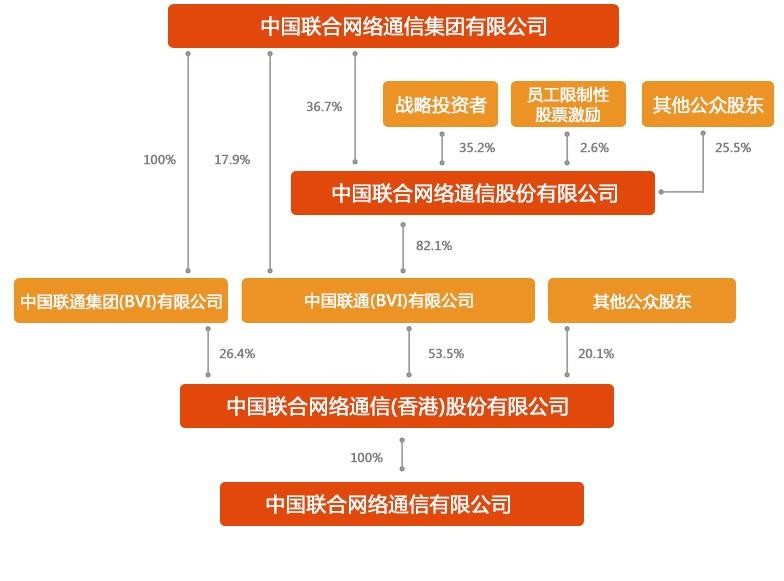 中国联合网络通信集团有限公司
战略投资者
员工限制性
股票激励
其他公众股东
36.7%
35.2%
2.6%
25.5%
100%
17.9%
中国联合网络通信股份有限公司
82.1%
中国联通集团(BVI)有限公司
中国联通(BVI)有限公司
其他公众股东
26.4%
53.5%
20.1%
中国联合网络通信(香港)股份有限公司
100%
中国联合网络通信有限公司